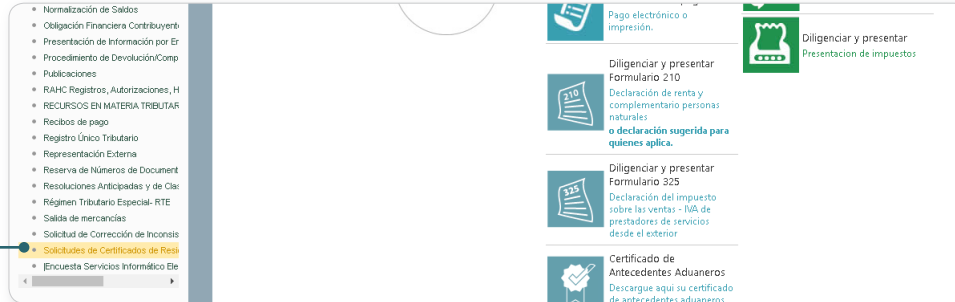 Normalización de Saldos
Obligación Financiera Contribuyent
Presentación de Información por Er
Procedimiento de Devolución/Comp
Publicaciones
RAHC Registros, Autorizaciones, H
RECURSOS EN MATERIA TRIBUTAR
Recibos de pago
Registro Único Tributario
Representación Externa
Reserva de Números de Document
Resoluciones Anticipadas y de Clas
Régimen Tributario Especial- RTE
Salida de mercancías
Solicitud de Corrección de Inconsis
Solicitudes de Certificados de Resi
|Encuesta Servicios Informático Ele
Pago electrónico o
impresión.
210
Diligenciar y presentar
Formulario 210
Declaración de renta y
complementario personas
naturales
o declaración sugerida para
quienes aplica.
325
Diligenciar y presentar
Formulario 325
Declaración del impuesto
sobre las ventas - IVA de
prestadores de servicios
desde el exterior
Certificado de
Antecedentes Aduaneros
Descargue aqui su certificado
de antecedentes aduaneros
Diligenciar y presentar
Presentacion de impuestos